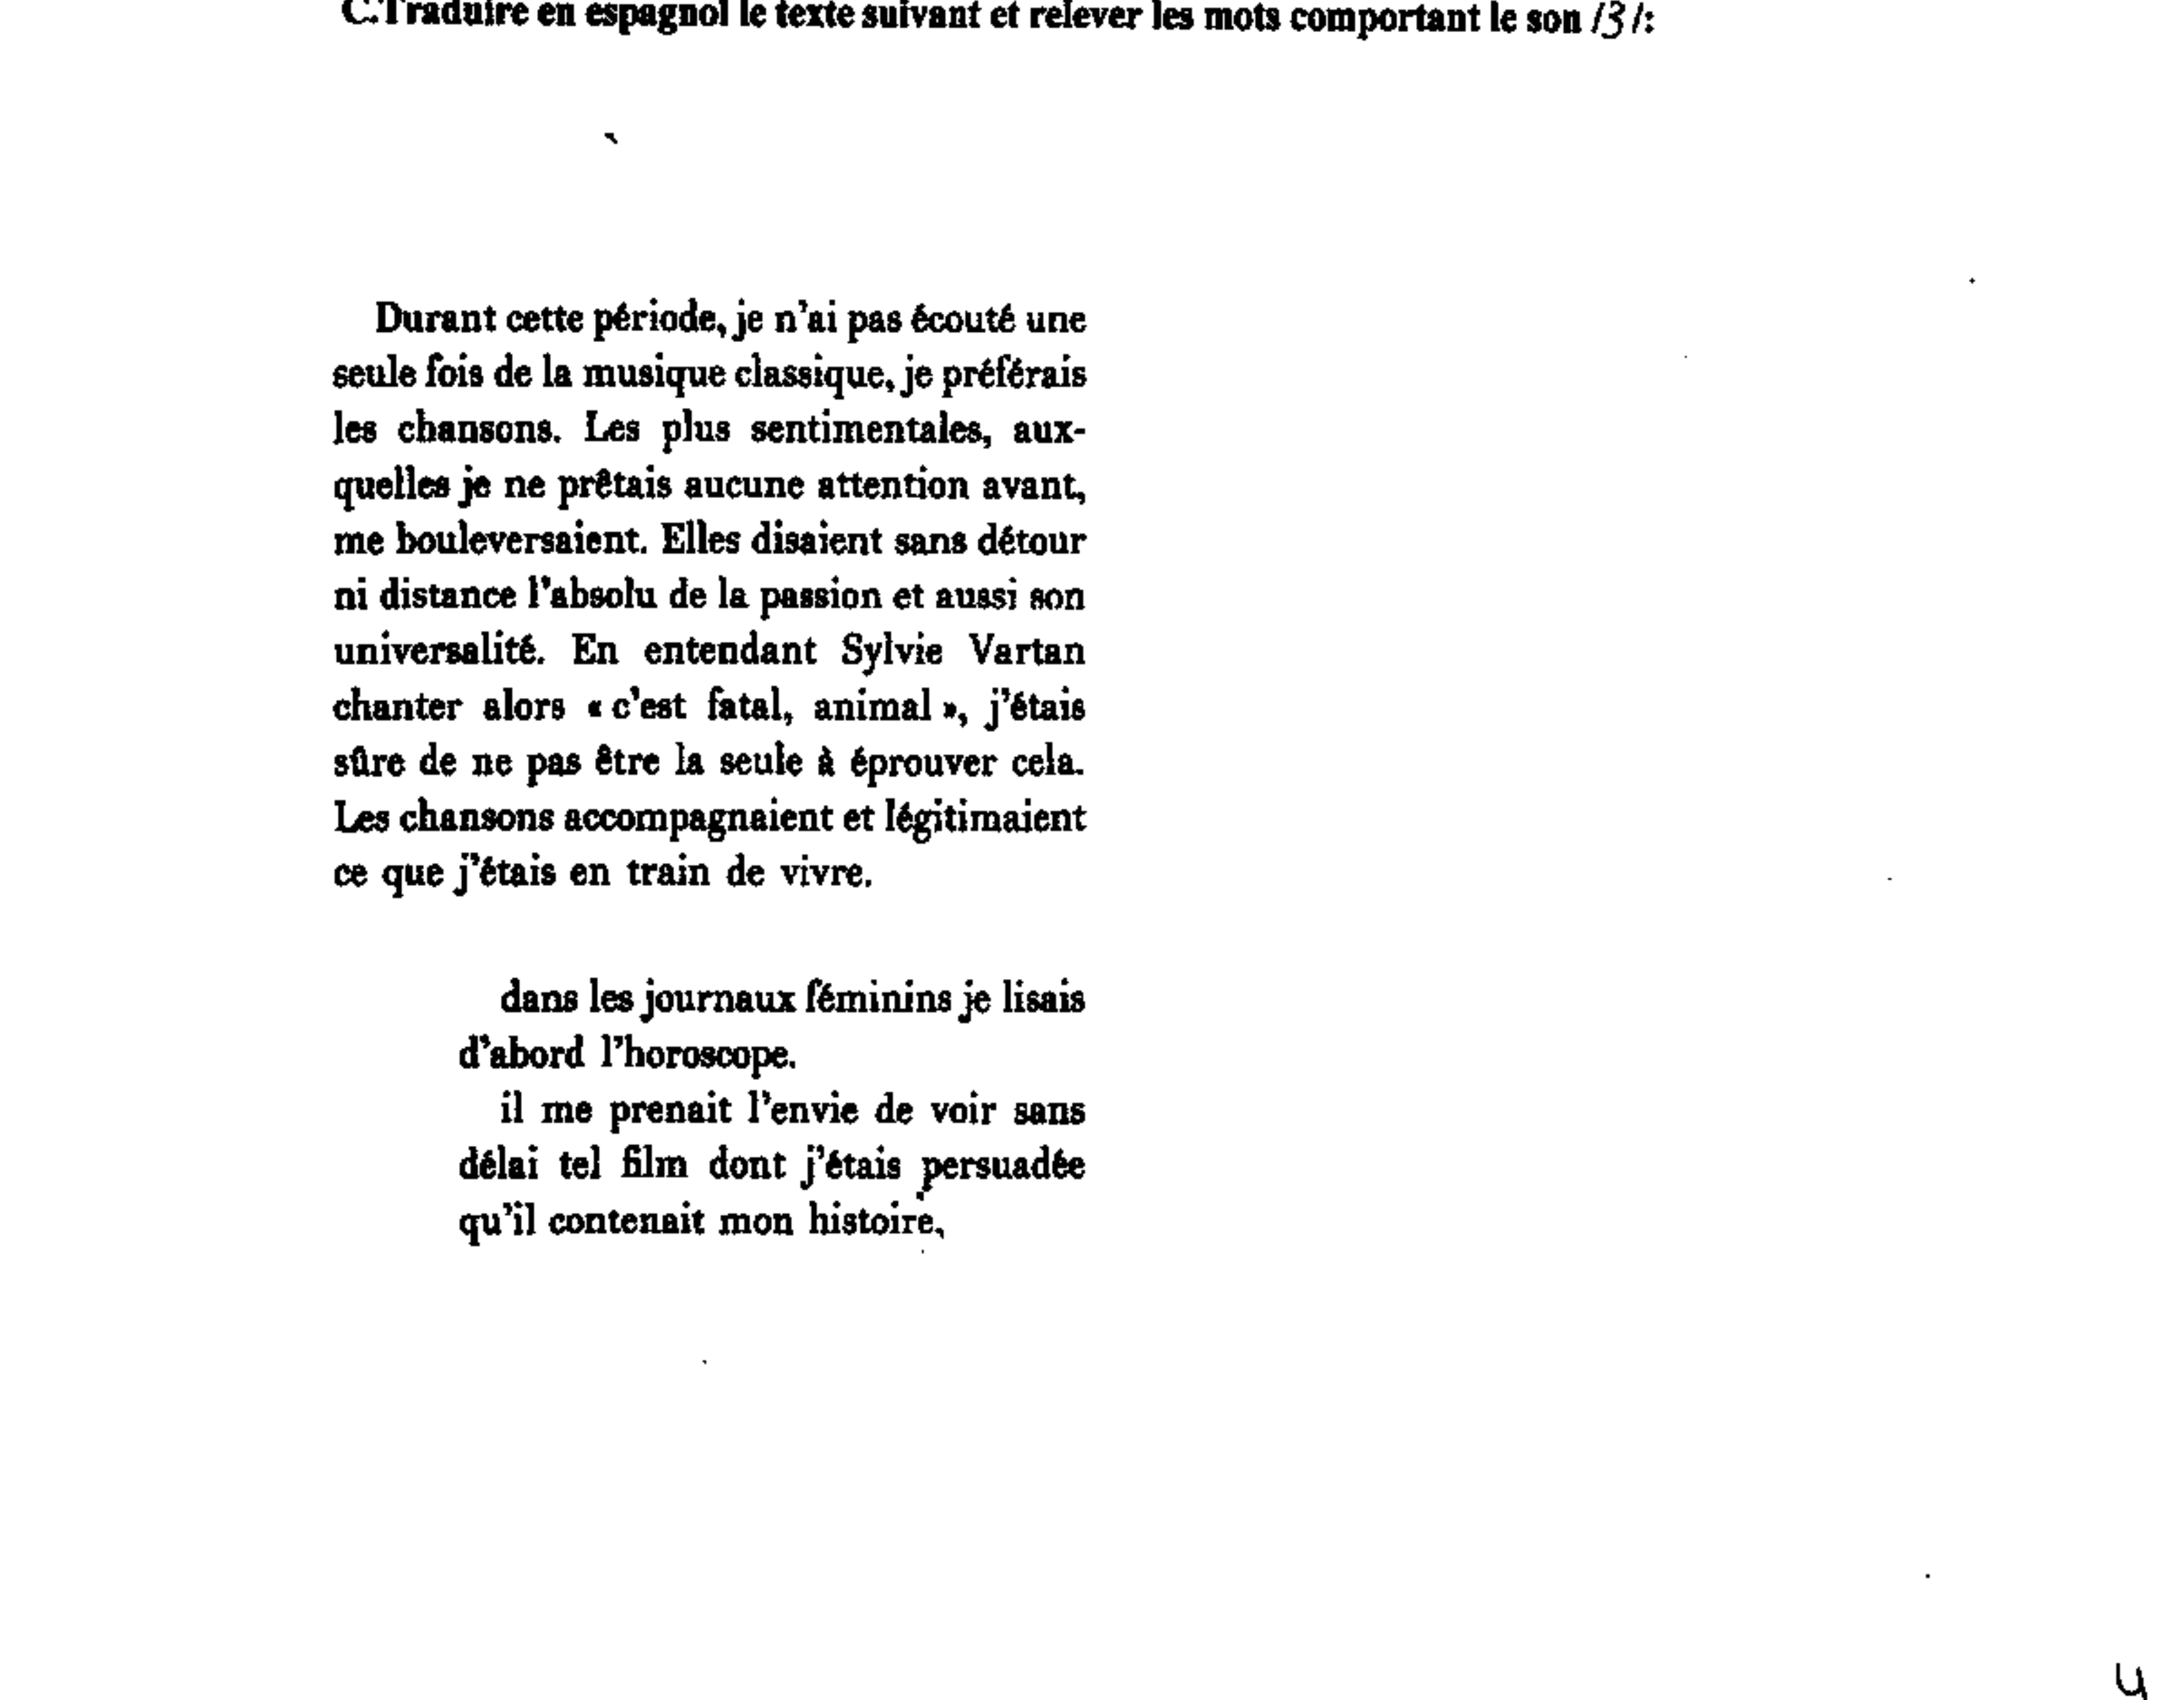 C. Traduire en espagnol le texte suivant et relever les mots comportant le son /ʒ/:
Durant cette période, je n'ai pas écouté une
seule fois de la musique classique, je préférais
les chansons. Les plus sentimentales, aux-
quelles je ne prêtais aucune attention avant,
me bouleversaient. Elles disaient sans détour
ni distance l'absolu de la passion et aussi son
universalité. En entendant Sylvie Vartan
chanter alors « c'est fatal, animal », j'étais
sûre de ne pas être la seule à éprouver cela.
Les chansons accompagnaient et légitimaient
ce que j'étais en train de vivre.
dans les journaux féminins je lisais
d'abord l'horoscope.
il me prenait l'envie de voir sans
délai tel film dont j'étais persuadée
qu'il contenait mon histoire,